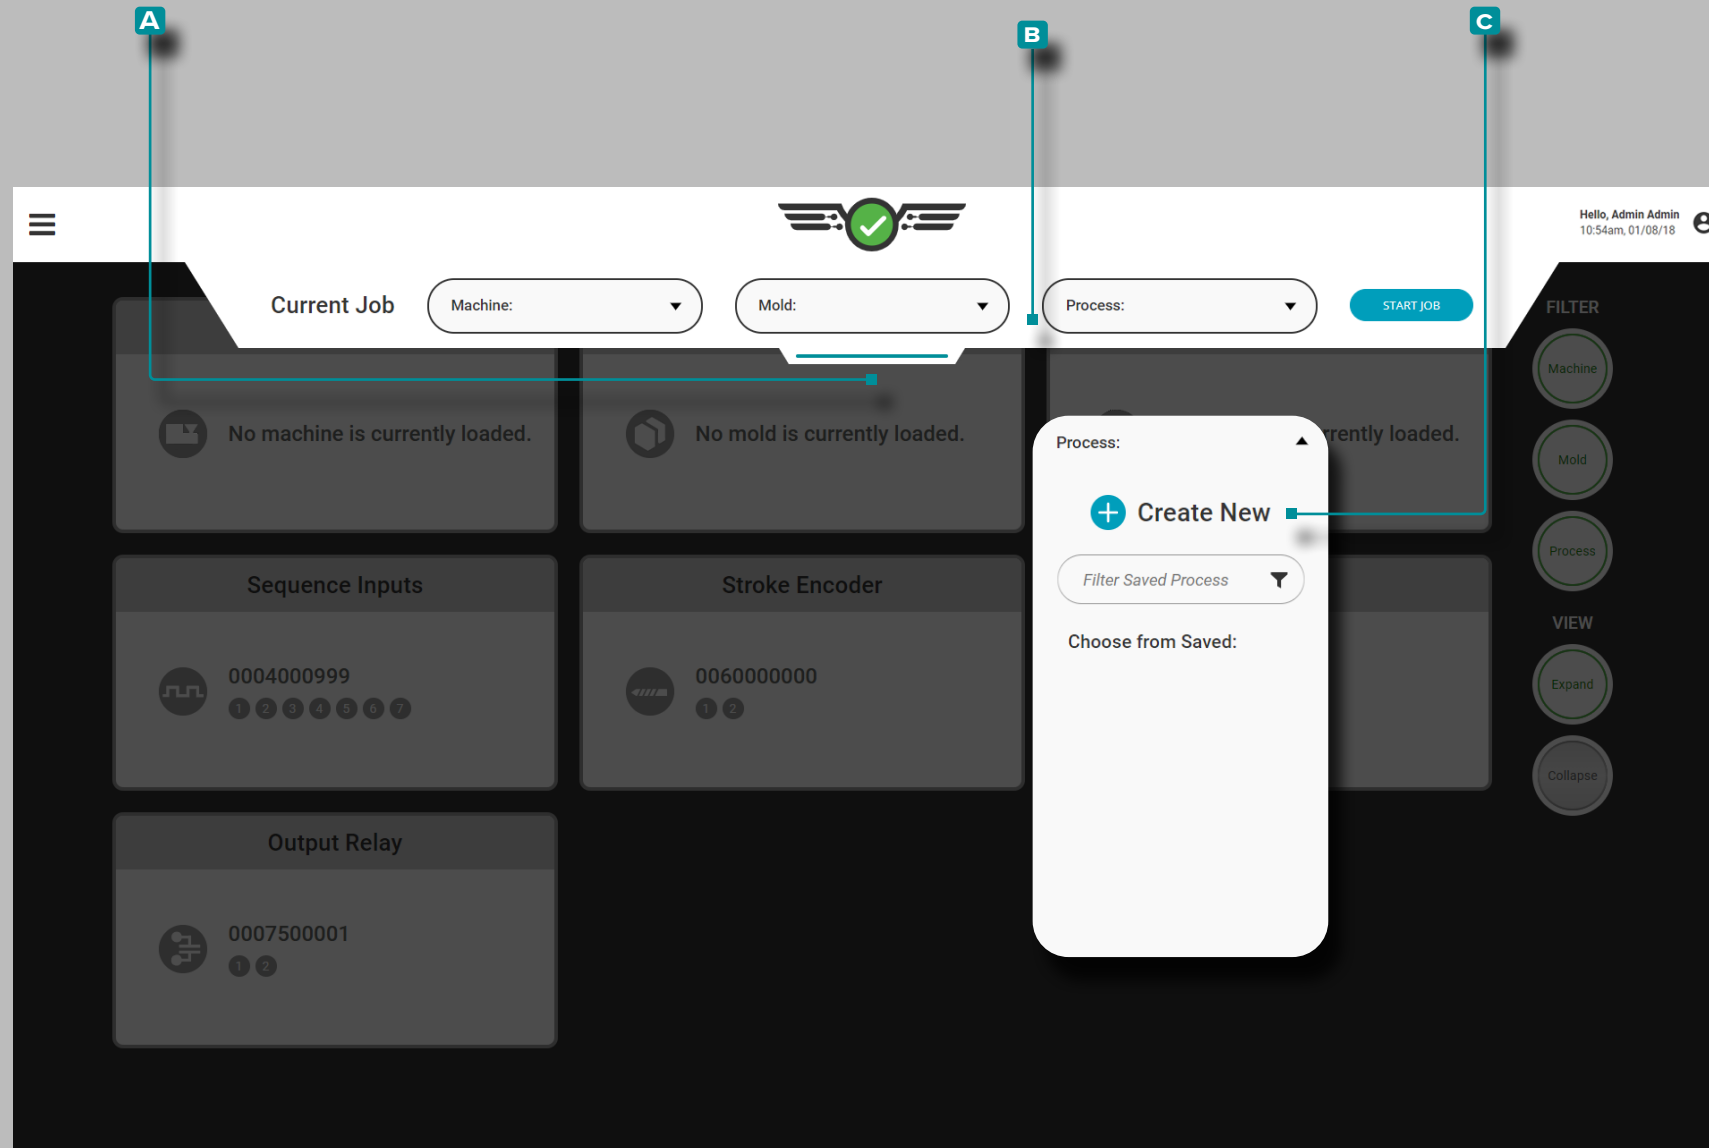 A
B
C
Hello, Admin Admin
10:54am, 01/08/18
Current Job
Machine:
Mold:
Process:
START JOB
FILTER
Machine
Mold
Process
VIEW
Expand
Collapse
No machine is currently loaded.
No mold is currently loaded.
rrently loaded.
Process:
Create New
Filter Saved Process
Choose from Saved:
Sequence Inputs
0004000999
1 2 3 4 5 6 7
Stroke Encoder
0060000000
1 2
Output Relay
0007500001
1 2